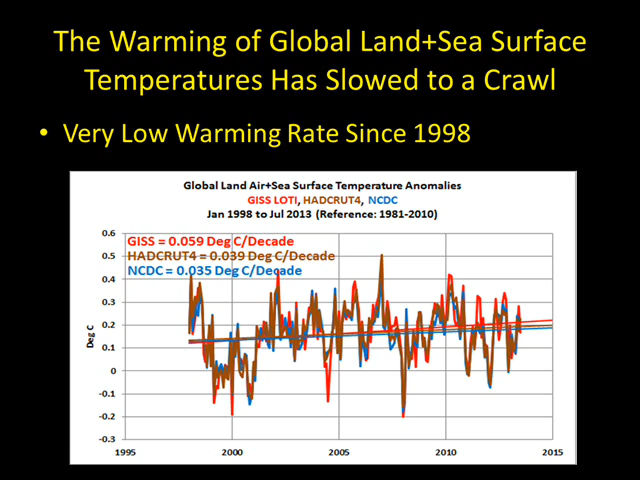 The Warming of Global Land+Sea Surface
Temperatures Has Slowed to a Crawl
• Very Low Warming Rate Since 1998
Global Land Air+Sea Surface Temperature Anomalies
GISS LOTI, HADCRUT4, NCDC
Jan 1998 to Jul 2013 (Reference: 1981-2010)
GISS = 0.059 Deg C/Decade
HADCRUT4 = 0.039 Deg C/Decade
NCDC = 0.035 Deg C/Decade
Deg C
0.6
0.5
0.4
0.3
0.2
0.1
0
-0.1
-0.2
-0.3
1995 2000 2005 2010 2015